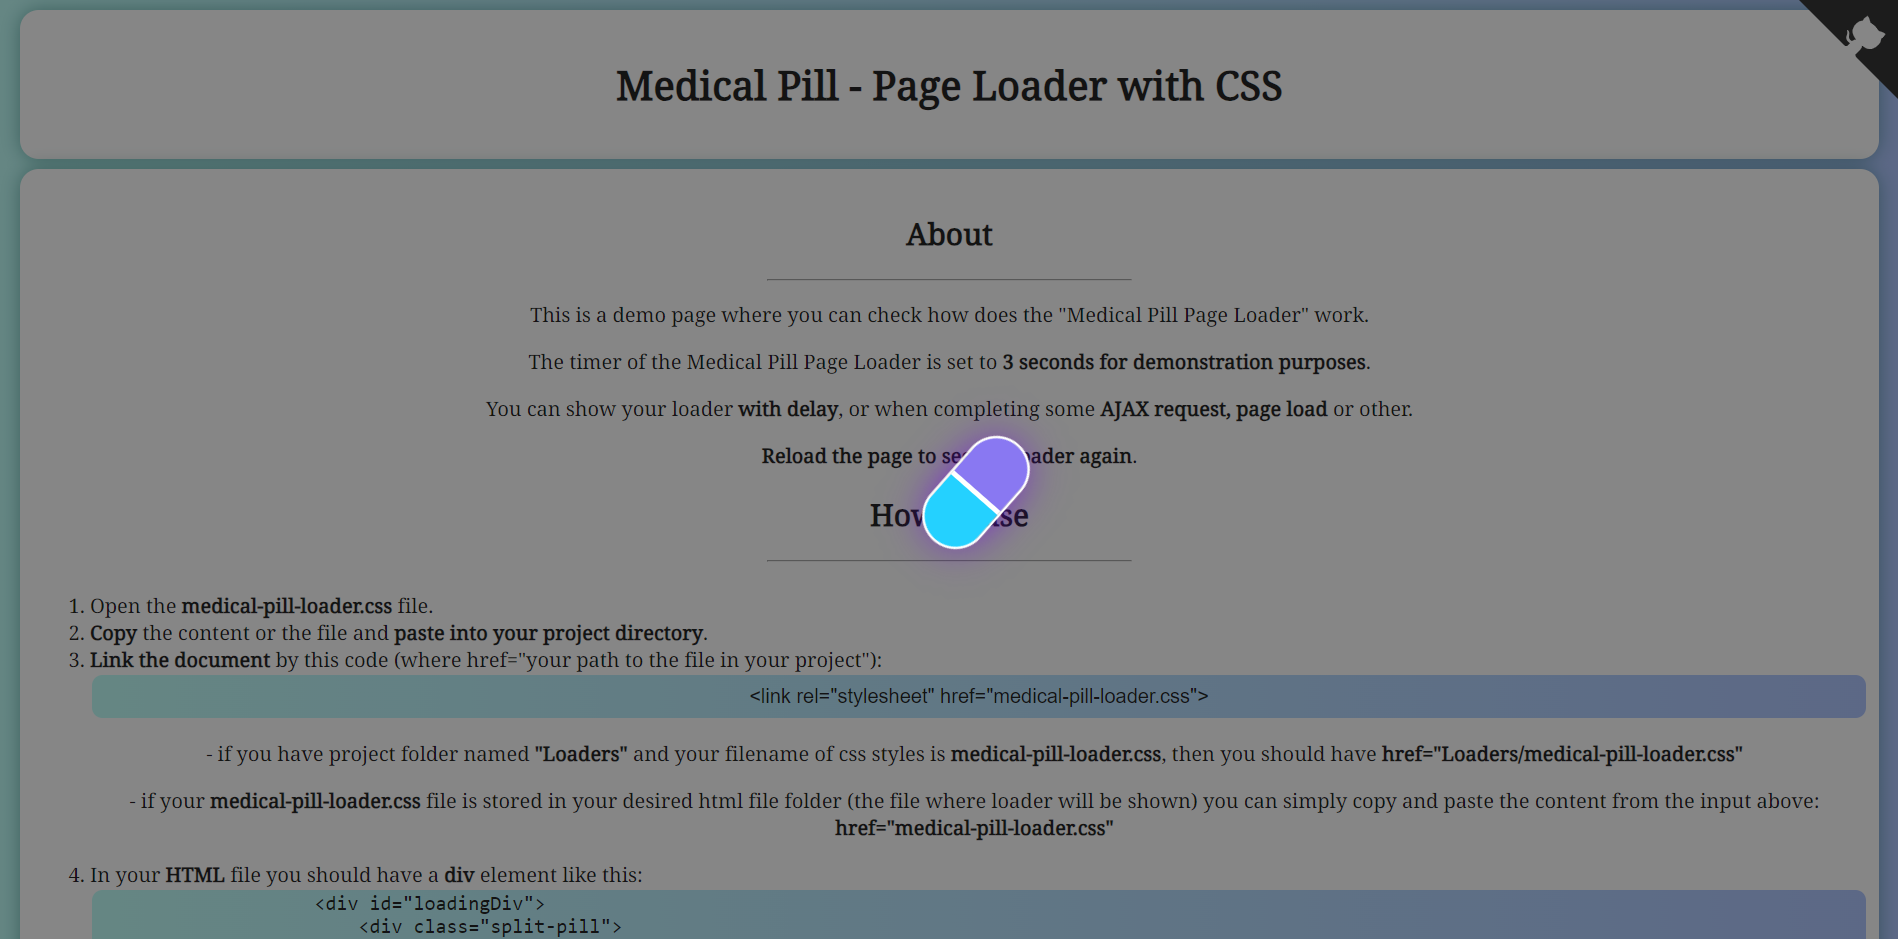 Medical Pill - Page Loader with CSS
About
This is a demo page where you can check how does the "Medical Pill Page Loader" work.
The timer of the Medical Pill Page Loader is set to 3 seconds for demonstration purposes.
You can show your loader with delay, or when completing some AJAX request, page load or other.
Reload the page to again.
1. Open the medical-pill-loader.css file.
2. Copy the content or the file and paste into your project directory.
3. Link the document by this code (where href="your path to the file in your project"):
<link rel="stylesheet" href="medical-pill-loader.css">
- if you have project folder named "Loaders" and your filename of css styles is medical-pill-loader.css, then you should have href="Loaders/medical-pill-loader.css"
- if your medical-pill-loader.css file is stored in your desired html file folder (the file where loader will be shown) you can simply copy and paste the content from the input above:
href="medical-pill-loader.css"
4. In your HTML file you should have a div element like this:
<div id="loadingDiv">
<div class="split-pill">